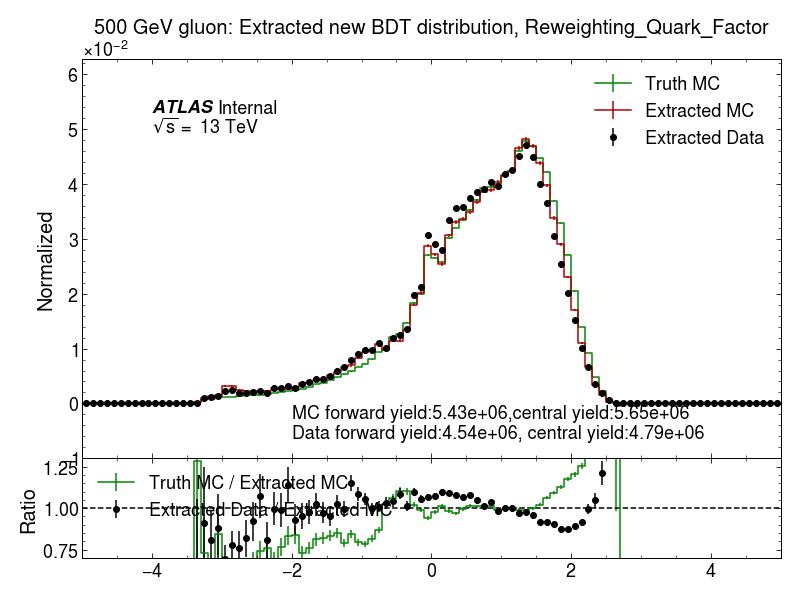 500 GeV gluon: Extracted new BDT distribution, Reweighting_Quark_Factor
×10⁻²
6
5
4
3
2
1
0
1
Normalized
ATLAS Internal
√s = 13 TeV
Truth MC
Extracted MC
Extracted Data
MC forward yield:5.43e+06,central yield:5.65e+06
Data forward yield:4.54e+06, central yield:4.79e+06
1.25
1.00
0.75
Ratio
Truth MC / Extracted MC
Extracted Data / Extracted MC
−4
−2
0
2
4